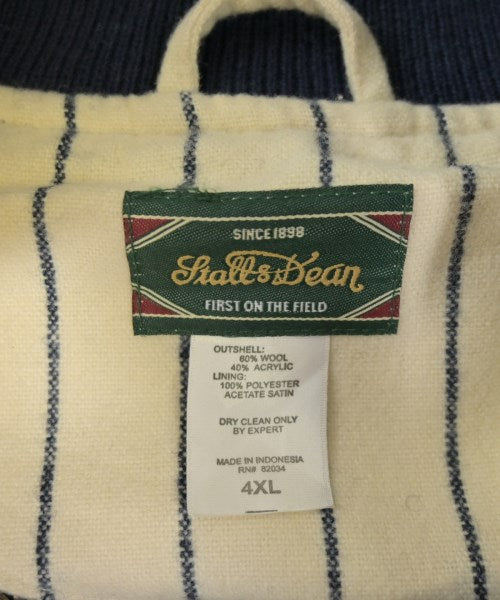 SINCE 1898
Stall & Dean
FIRST ON THE FIELD
OUTSHELL:
60% WOOL
40% ACRYLIC
LINING:
100% POLYESTER
ACETATE SATIN
DRY CLEAN ONLY
BY EXPERT
MADE IN INDONESIA
RN# 82034
4XL